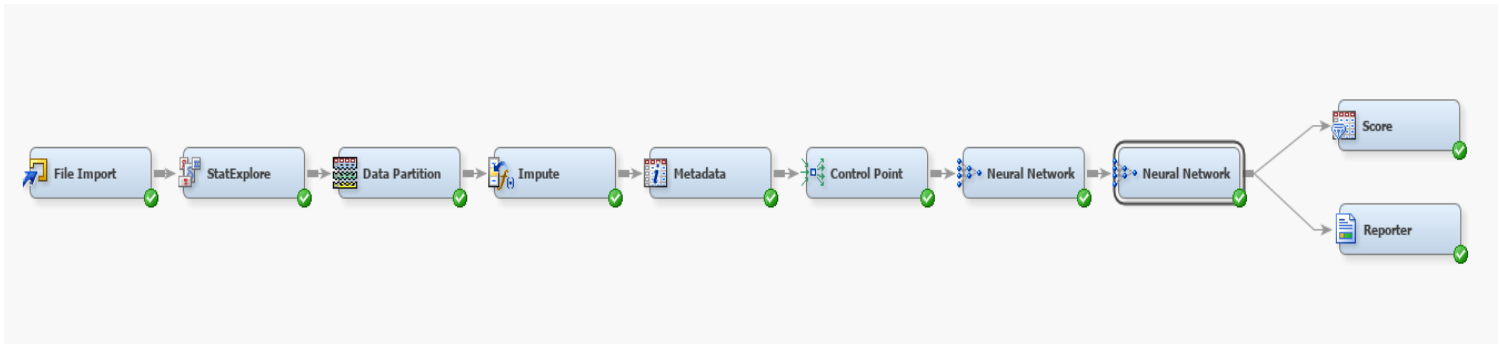 File Import
StatExplore
Data Partition
Impute
Metadata
Control Point
Neural Network
Neural Network
Score
Reporter